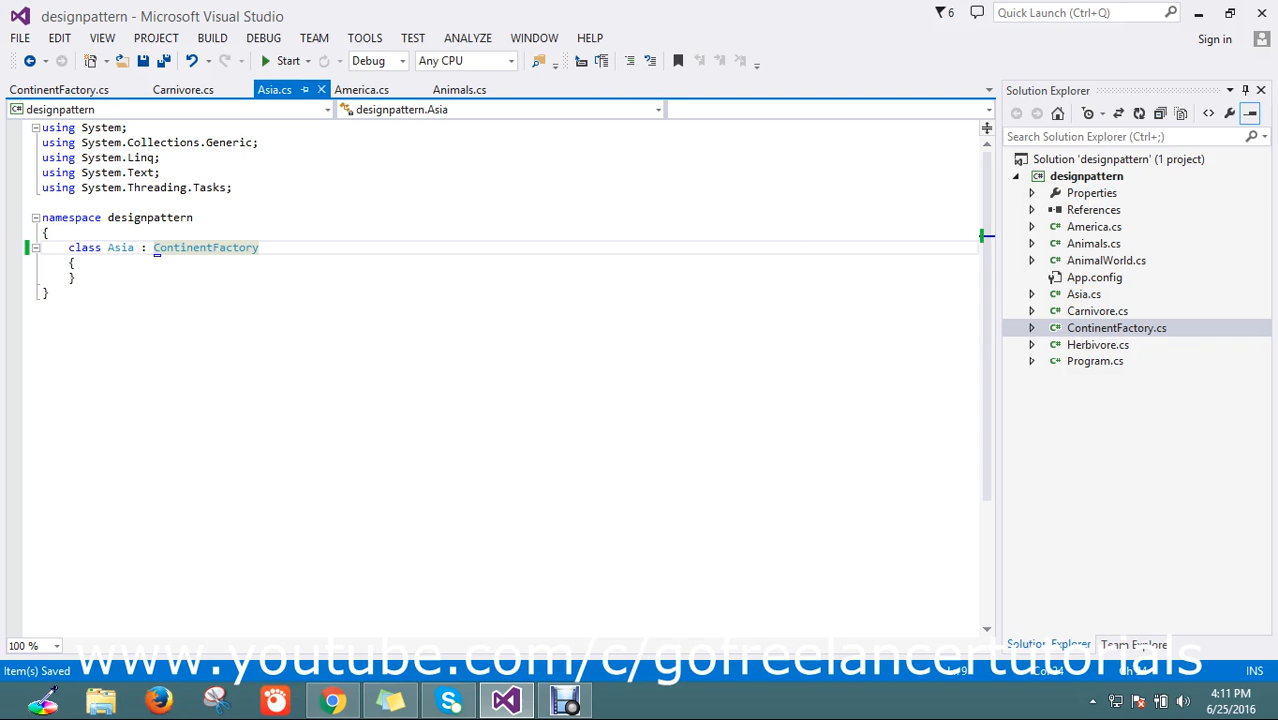 designpattern - Microsoft Visual Studio
6
Quick Launch (Ctrl+Q)
FILE EDIT VIEW PROJECT BUILD DEBUG TEAM TOOLS TEST ANALYZE WINDOW HELP
Sign in
Start Debug Any CPU
ContinentFactory.cs Carnivore.cs Asia.cs America.cs Animals.cs
designpattern designpattern.Asia
using System;
using System.Collections.Generic;
using System.Linq;
using System.Text;
using System.Threading.Tasks;
namespace designpattern
{
class Asia : ContinentFactory
{
}
}
100 %
Solution Explorer
Search Solution Explorer (Ctrl+;)
Solution 'designpattern' (1 project)
designpattern
Properties
References
America.cs
Animals.cs
AnimalWorld.cs
App.config
Asia.cs
Carnivore.cs
ContinentFactory.cs
Herbivore.cs
Program.cs
Solution Explorer Team Explorer
www.youtube.com/c/gofreelancertutorials
Item(s) Saved
INS
4:11 PM
6/25/2016